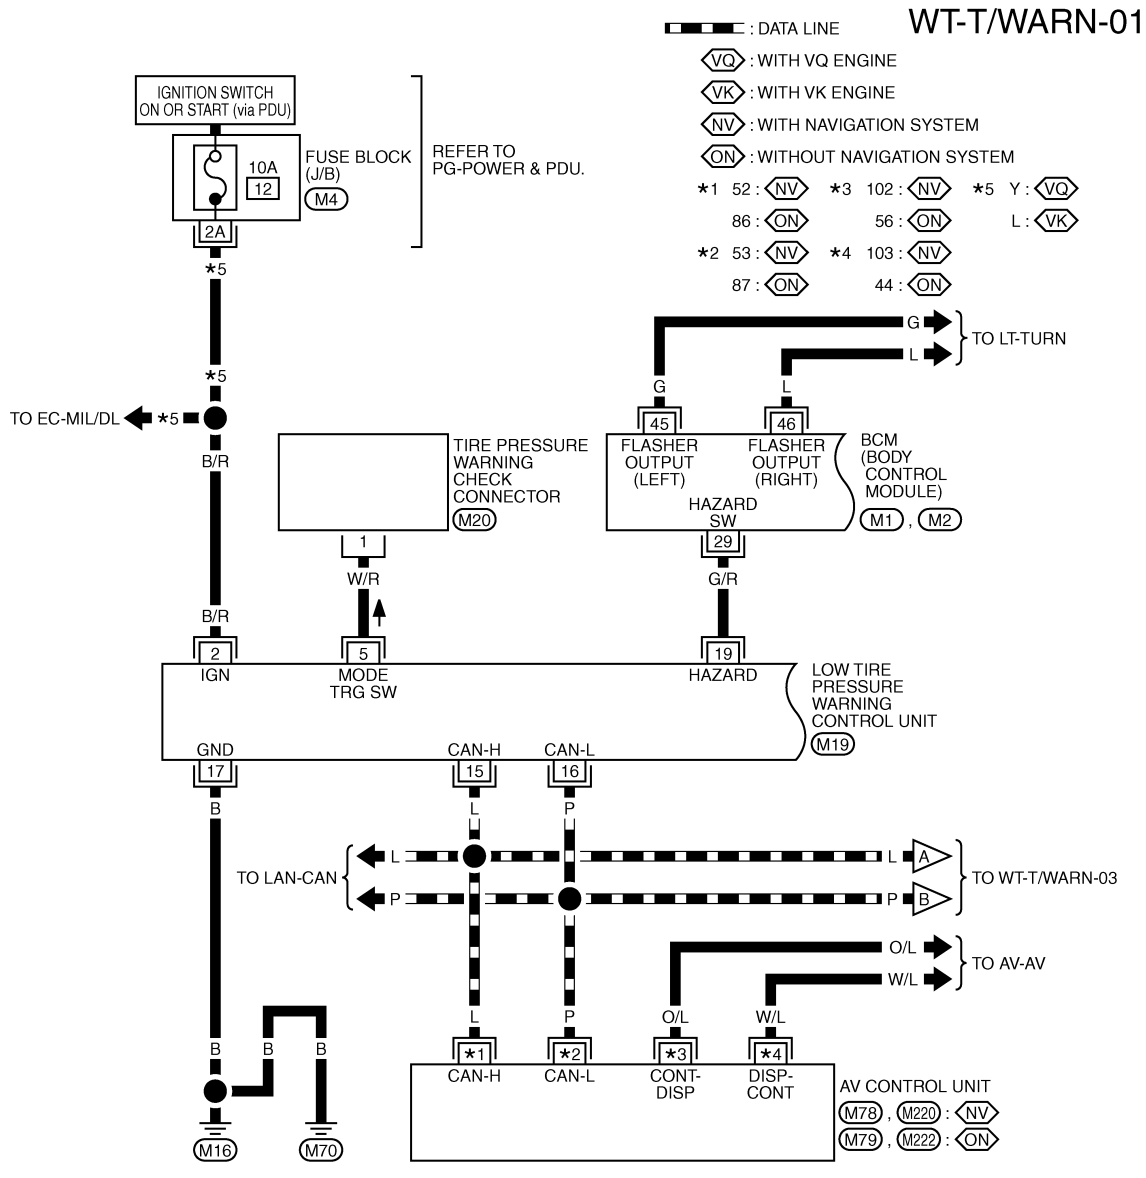 WT-T/WARN-01
: DATA LINE
VQ : WITH VQ ENGINE
VK : WITH VK ENGINE
NV : WITH NAVIGATION SYSTEM
ON : WITHOUT NAVIGATION SYSTEM
*1 52 : NV *3 102 : NV *5 Y : VQ
86 : ON 56 : ON L : VK
*2 53 : NV *4 103 : NV
87 : ON 44 : ON
IGNITION SWITCH
ON OR START (via PDU)
10A
12
FUSE BLOCK
(J/B)
M4
REFER TO
PG-POWER & PDU.
2A
*5
*5
TO EC-MIL/DL *5
B/R
B/R
G
L
TO LT-TURN
G
L
45
46
FLASHER
OUTPUT
(LEFT)
FLASHER
OUTPUT
(RIGHT)
HAZARD
SW
29
BCM
(BODY
CONTROL
MODULE)
M1 , M2
G/R
TIRE PRESSURE
WARNING
CHECK
CONNECTOR
M20
1
W/R
2
5
19
IGN
MODE
TRG SW
HAZARD
LOW TIRE
PRESSURE
WARNING
CONTROL UNIT
M19
GND
CAN-H
CAN-L
17
15
16
B
L
P
TO LAN-CAN
L
P
L A
P B
TO WT-T/WARN-03
O/L
W/L
TO AV-AV
L
P
O/L
W/L
*1
*2
*3
*4
CAN-H
CAN-L
CONT-
DISP
DISP-
CONT
AV CONTROL UNIT
M78 , M220 : NV
M79 , M222 : ON
B
B
B
M16
M70